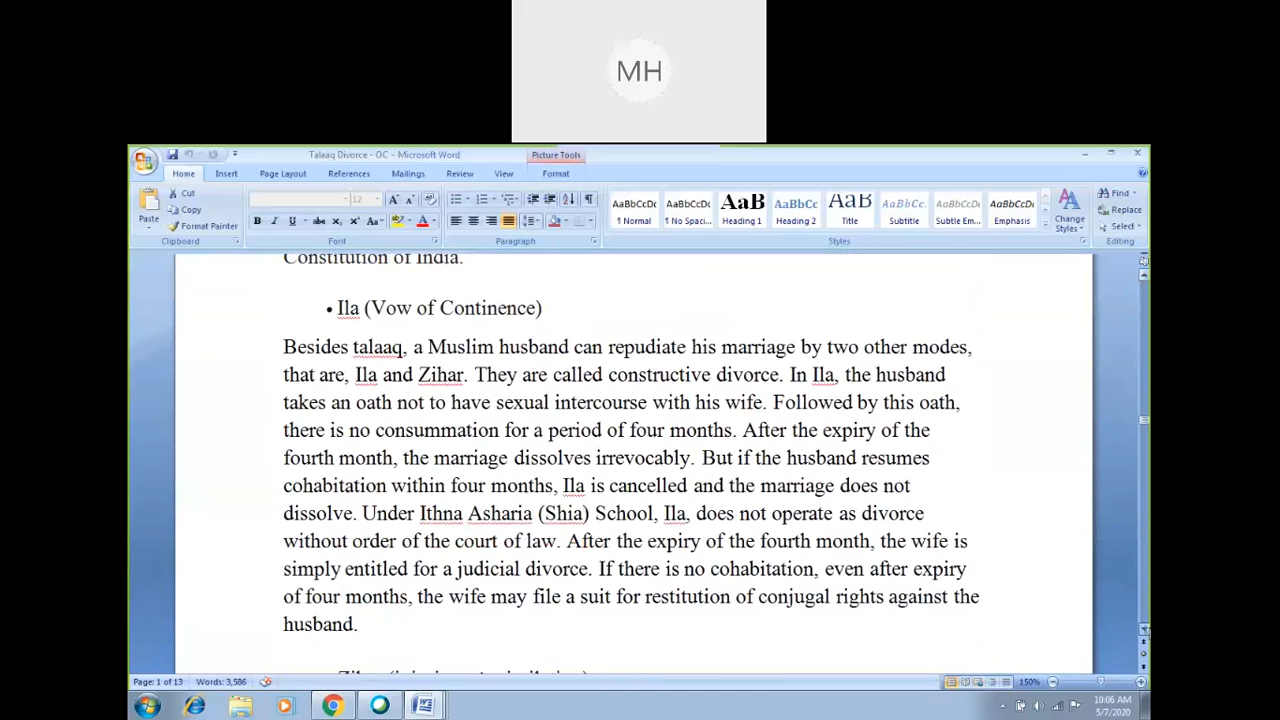 MH
Talaaq Divorce - OC - Microsoft Word
Picture Tools
Home Insert Page Layout References Mailings Review View Format
Paste
Cut
Copy
Format Painter
Clipboard
12
Font
Paragraph
AaBbCcDc AaBbCcDc AaB AaBbCc AaB AaBbCc. AaBbCcDc AaBbCcDc
¶ Normal ¶ No Spaci... Heading 1 Heading 2 Title Subtitle Subtle Em... Emphasis
Change Styles
Styles
Find
Replace
Select
Editing
Constitution of India.
• Ila (Vow of Continence)
Besides talaaq, a Muslim husband can repudiate his marriage by two other modes,
that are, Ila and Zihar. They are called constructive divorce. In Ila, the husband
takes an oath not to have sexual intercourse with his wife. Followed by this oath,
there is no consummation for a period of four months. After the expiry of the
fourth month, the marriage dissolves irrevocably. But if the husband resumes
cohabitation within four months, Ila is cancelled and the marriage does not
dissolve. Under Ithna Asharia (Shia) School, Ila, does not operate as divorce
without order of the court of law. After the expiry of the fourth month, the wife is
simply entitled for a judicial divorce. If there is no cohabitation, even after expiry
of four months, the wife may file a suit for restitution of conjugal rights against the
husband.
Page: 1 of 13 Words: 3,586 150%
10:06 AM
5/7/2020